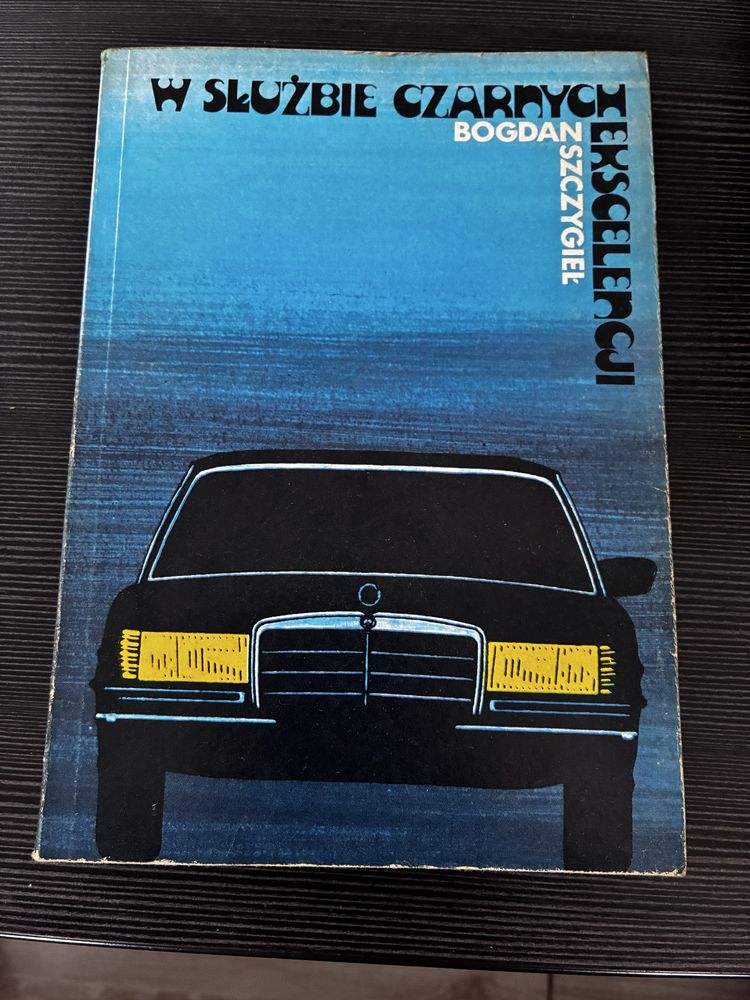 W SŁUŻBIE CZARNYCH
EKSCELENCJI
BOGDAN
SZCZYGIEŁ